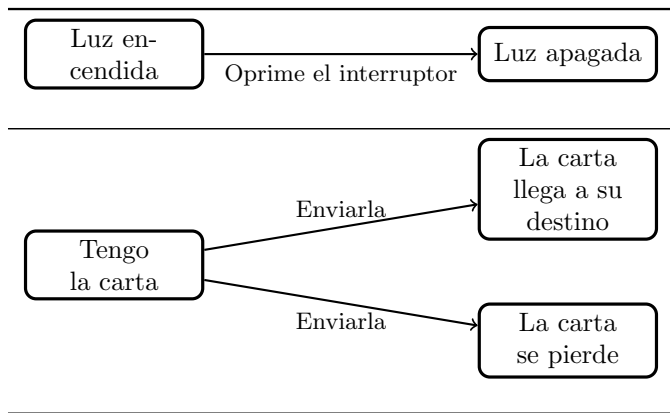 Luz en-
cendida
Oprime el interruptor
Luz apagada
La carta
llega a su
destino
Enviarla
Tengo
la carta
Enviarla
La carta
se pierde